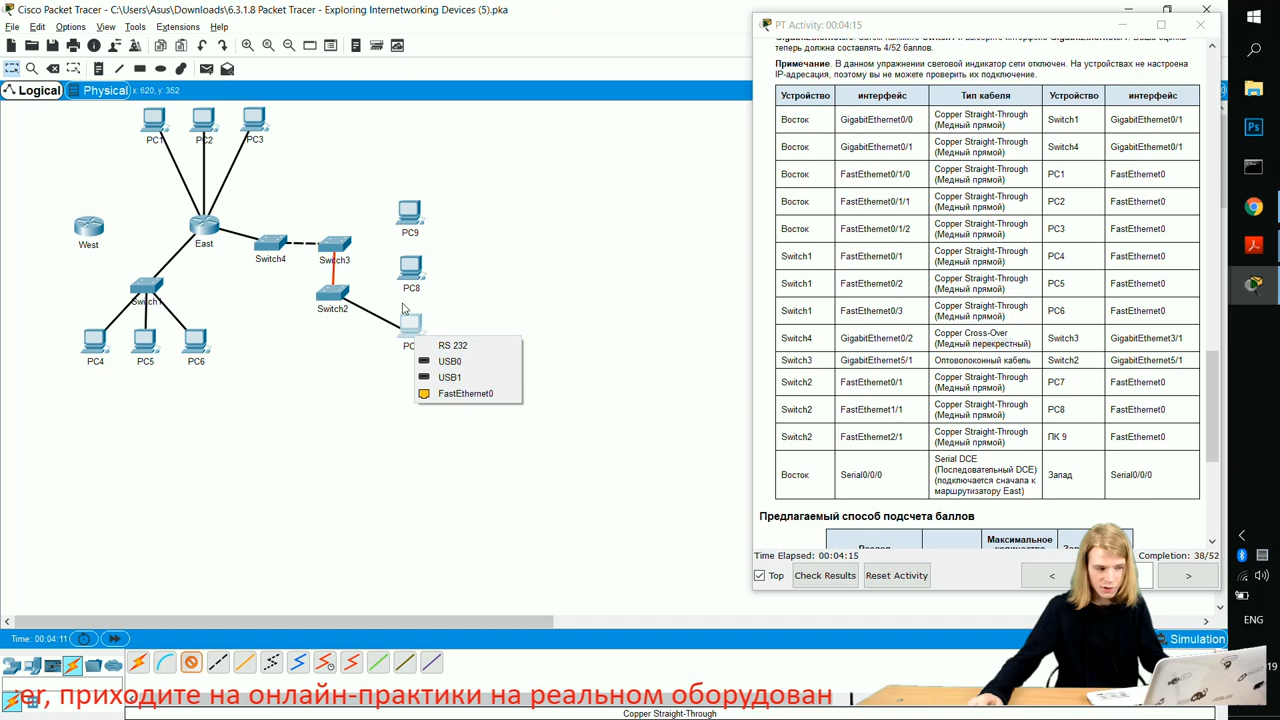 Cisco Packet Tracer - C:\Users\Asus\Downloads\6.3.1.8 Packet Tracer - Exploring Internetworking Devices (5).pka
File Edit Options View Tools Extensions Help
Logical Physical x: 620, y: 352
PC1 PC2 PC3
West East Switch4 Switch3 Switch2 Switch1
PC9
PC8
PC4 PC5 PC6
RS 232
USB0
USB1
FastEthernet0
PT Activity: 00:04:15
теперь должна составлять 4/52 баллов.
Примечание. В данном упражнении световой индикатор сети отключен. На устройствах не настроена
IP-адресация, поэтому вы не можете проверить их подключение.
Устройство интерфейс Тип кабеля Устройство интерфейс
Восток GigabitEthernet0/0 Copper Straight-Through (Медный прямой) Switch1 GigabitEthernet0/1
Восток GigabitEthernet0/1 Copper Straight-Through (Медный прямой) Switch4 GigabitEthernet0/1
Восток FastEthernet0/1/0 Copper Straight-Through (Медный прямой) PC1 FastEthernet0
Восток FastEthernet0/1/1 Copper Straight-Through (Медный прямой) PC2 FastEthernet0
Восток FastEthernet0/1/2 Copper Straight-Through (Медный прямой) PC3 FastEthernet0
Switch1 FastEthernet0/1 Copper Straight-Through (Медный прямой) PC4 FastEthernet0
Switch1 FastEthernet0/2 Copper Straight-Through (Медный прямой) PC5 FastEthernet0
Switch1 FastEthernet0/3 Copper Straight-Through (Медный прямой) PC6 FastEthernet0
Switch4 GigabitEthernet0/2 Copper Cross-Over (Медный перекрестный) Switch3 GigabitEthernet3/1
Switch3 GigabitEthernet5/1 Оптоволоконный кабель Switch2 GigabitEthernet5/1
Switch2 FastEthernet0/1 Copper Straight-Through (Медный прямой) PC7 FastEthernet0
Switch2 FastEthernet1/1 Copper Straight-Through (Медный прямой) PC8 FastEthernet0
Switch2 FastEthernet2/1 Copper Straight-Through (Медный прямой) ПК 9 FastEthernet0
Восток Serial0/0/0 Serial DCE (Последовательный DCE) (подключается сначала к маршрутизатору East) Запад Serial0/0/0
Предлагаемый способ подсчета баллов
Раздел Максимальное
Time Elapsed: 00:04:15 Completion: 38/52
Top Check Results Reset Activity < >
Time: 00:04:11 Simulation
ENG
приходите на онлайн-практики на реальном оборудован
Copper Straight-Through